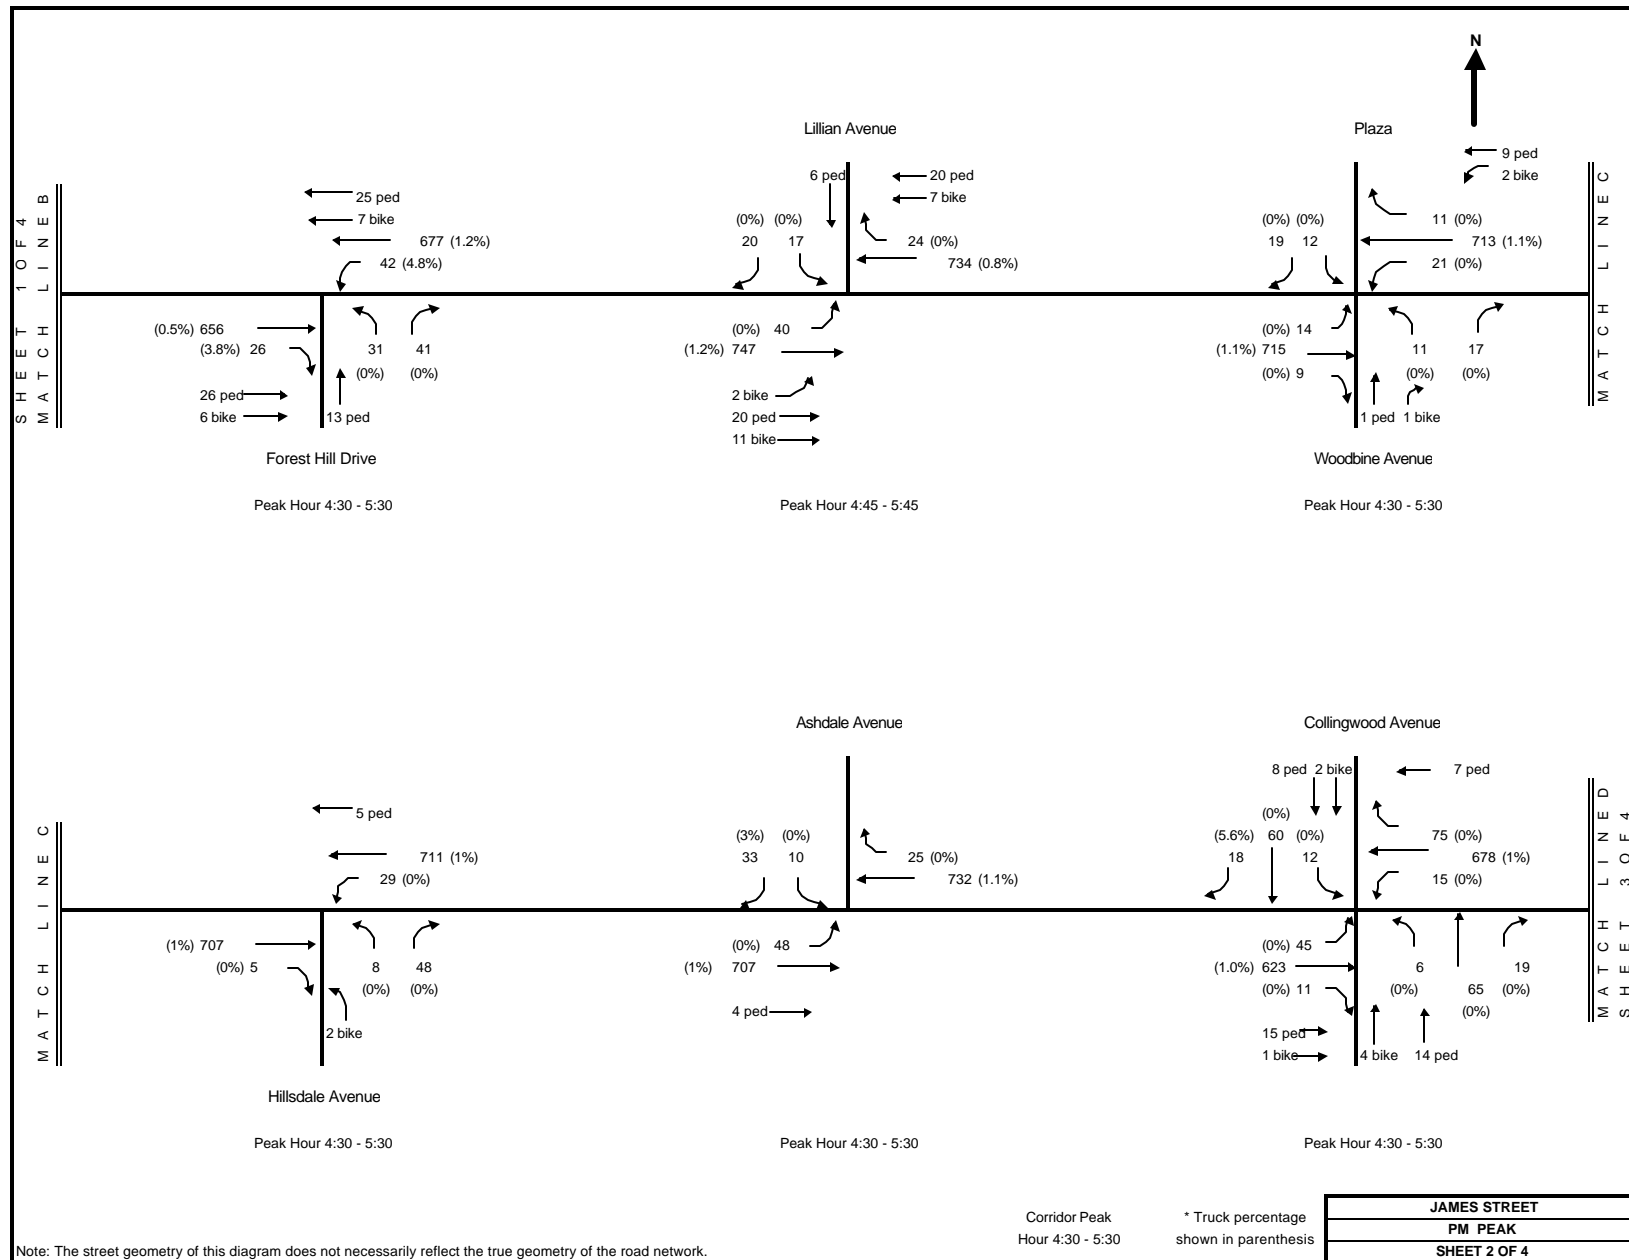 N
Lillian Avenue
Plaza
9 ped
2 bike
SHEET 1 OF 4
MATCH LINE B
25 ped
7 bike
677 (1.2%)
42 (4.8%)
(0.5%) 656
(3.8%) 26
31 41
(0%) (0%)
26 ped
6 bike
13 ped
Forest Hill Drive
Peak Hour 4:30 - 5:30
6 ped
20 ped
7 bike
(0%) (0%)
20 17
24 (0%)
734 (0.8%)
(0%) 40
(1.2%) 747
2 bike
20 ped
11 bike
Peak Hour 4:45 - 5:45
(0%) (0%)
19 12
11 (0%)
713 (1.1%)
21 (0%)
(0%) 14
(1.1%) 715
(0%) 9
11 17
(0%) (0%)
1 ped 1 bike
Woodbine Avenue
Peak Hour 4:30 - 5:30
MATCH LINE C
MATCH LINE C
5 ped
711 (1%)
29 (0%)
(1%) 707
(0%) 5
8 48
(0%) (0%)
2 bike
Hillsdale Avenue
Peak Hour 4:30 - 5:30
Ashdale Avenue
(3%) (0%)
33 10
25 (0%)
732 (1.1%)
(0%) 48
(1%) 707
4 ped
Peak Hour 4:30 - 5:30
Collingwood Avenue
8 ped 2 bike
7 ped
(0%)
(5.6%) 60 (0%)
18 12
75 (0%)
678 (1%)
15 (0%)
(0%) 45
(1.0%) 623
(0%) 11
6 19
(0%) 65 (0%)
(0%)
15 ped
1 bike
4 bike 14 ped
Peak Hour 4:30 - 5:30
MATCH LINE D
SHEET 3 OF 4
Corridor Peak
Hour 4:30 - 5:30
* Truck percentage
shown in parenthesis
JAMES STREET
PM PEAK
SHEET 2 OF 4
Note: The street geometry of this diagram does not necessarily reflect the true geometry of the road network.